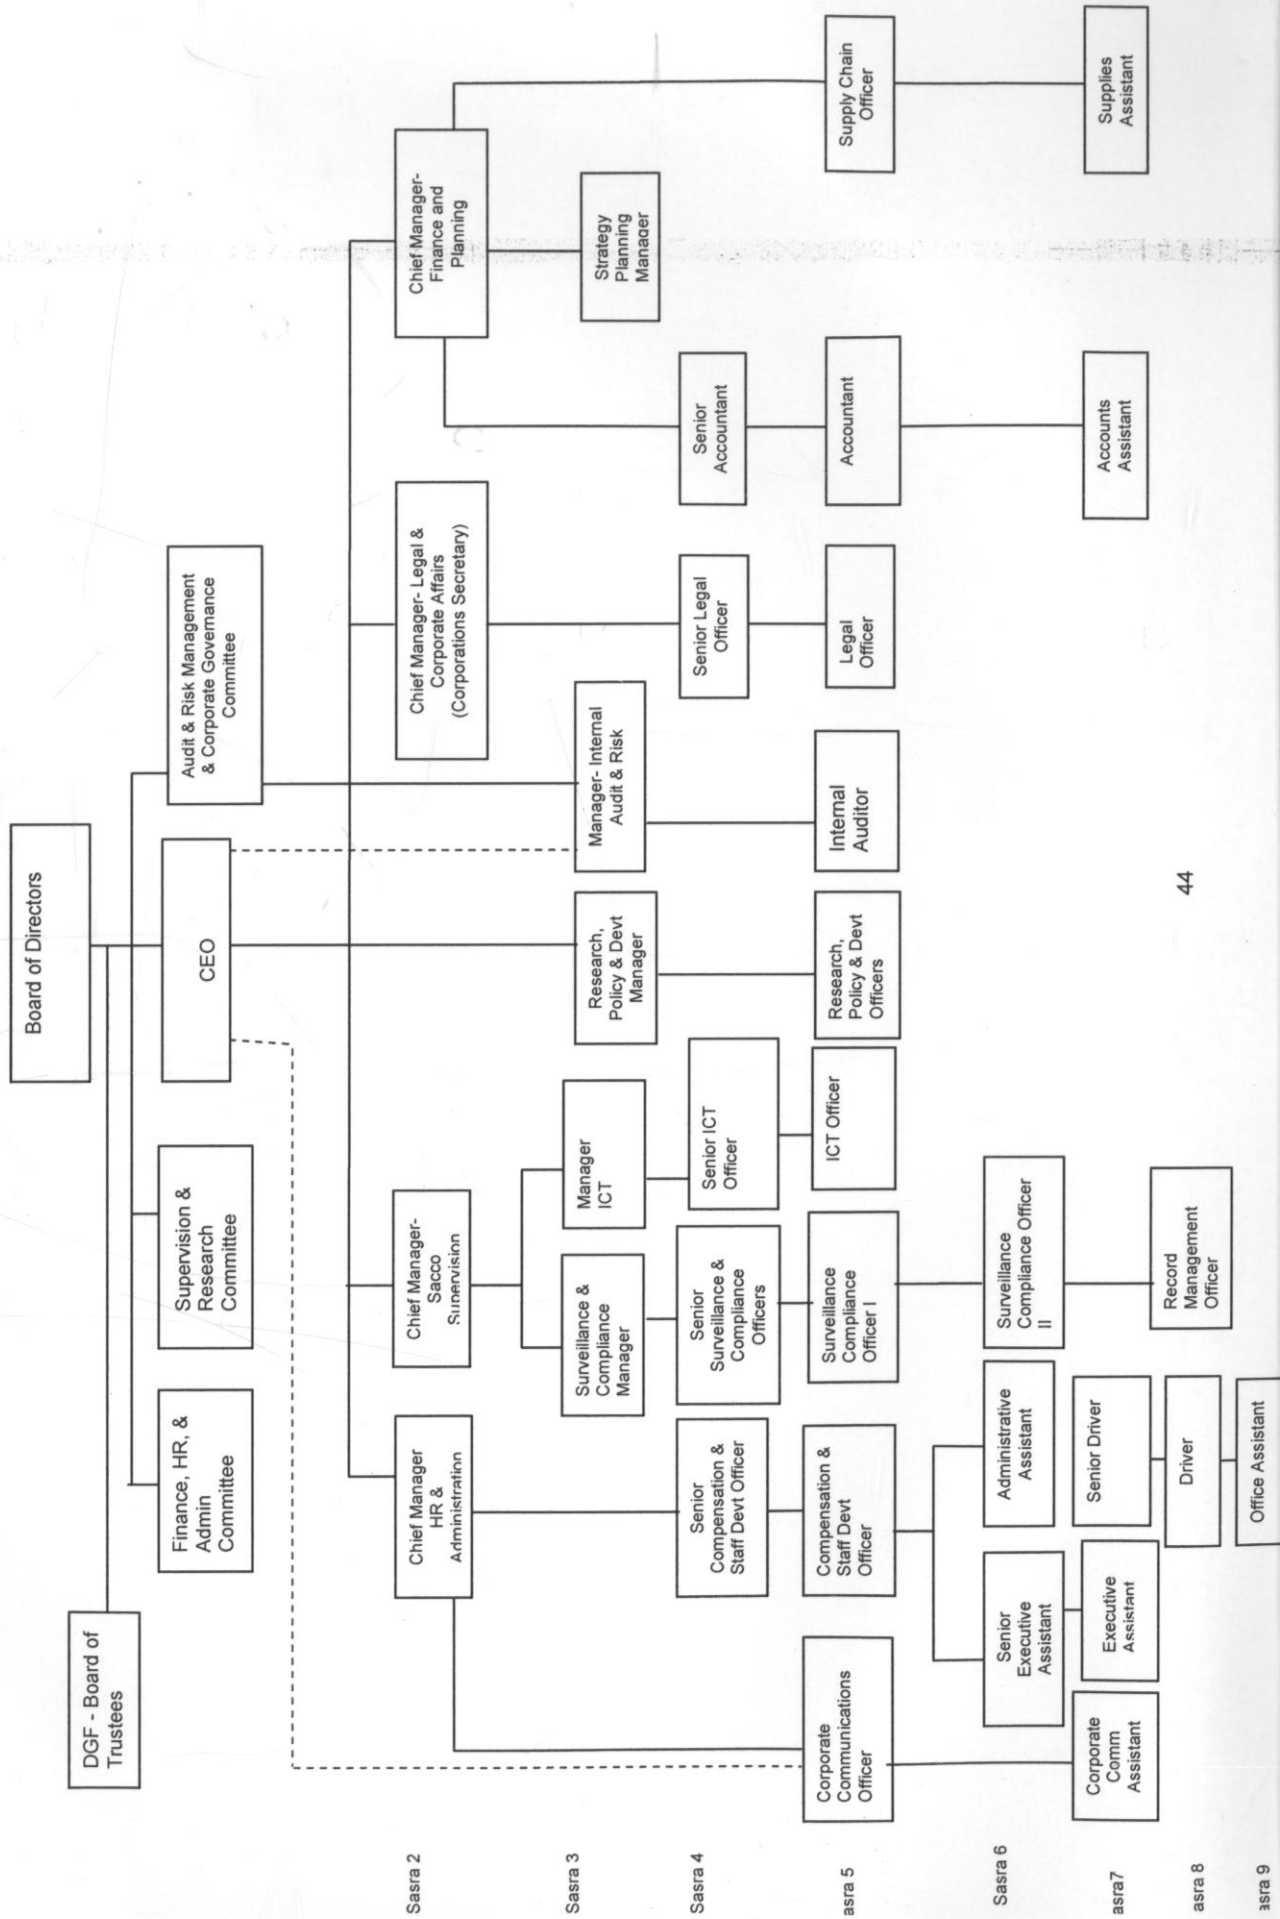 Board of Directors
DGF - Board of
Trustees
Finance, HR, &
Admin
Committee
Supervision &
Research
Committee
CEO
Audit & Risk Management
& Corporate Governance
Committee
Sasra 2
Chief Manager
HR &
Administration
Chief Manager-
Sacco
Supervision
Chief Manager- Legal &
Corporate Affairs
(Corporations Secretary)
Chief Manager-
Finance and
Planning
Sasra 3
Surveillance &
Compliance
Manager
Manager
ICT
Research,
Policy & Devt
Manager
Manager- Internal
Audit & Risk
Strategy
Planning
Manager
Sasra 4
Senior
Compensation &
Staff Devt Officer
Senior
Surveillance &
Compliance
Officers
Senior ICT
Officer
Senior Legal
Officer
Senior
Accountant
asra 5
Corporate
Communications
Officer
Compensation &
Staff Devt
Officer
Surveillance
Compliance
Officer I
ICT Officer
Research,
Policy & Devt
Officers
Internal
Auditor
Legal
Officer
Accountant
Supply Chain
Officer
Sasra 6
Senior
Executive
Assistant
Administrative
Assistant
Surveillance
Compliance Officer
II
asra7
Corporate
Comm
Assistant
Executive
Assistant
Senior Driver
Accounts
Assistant
Supplies
Assistant
asra 8
Driver
Record
Management
Officer
44
asra 9
Office Assistant